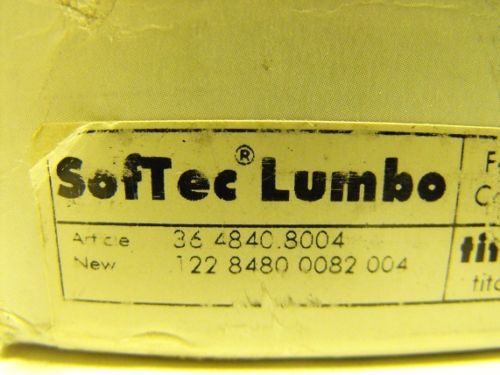 SofTec® Lumbo
Article 36.4840.8004
New 122 8480 0082 004